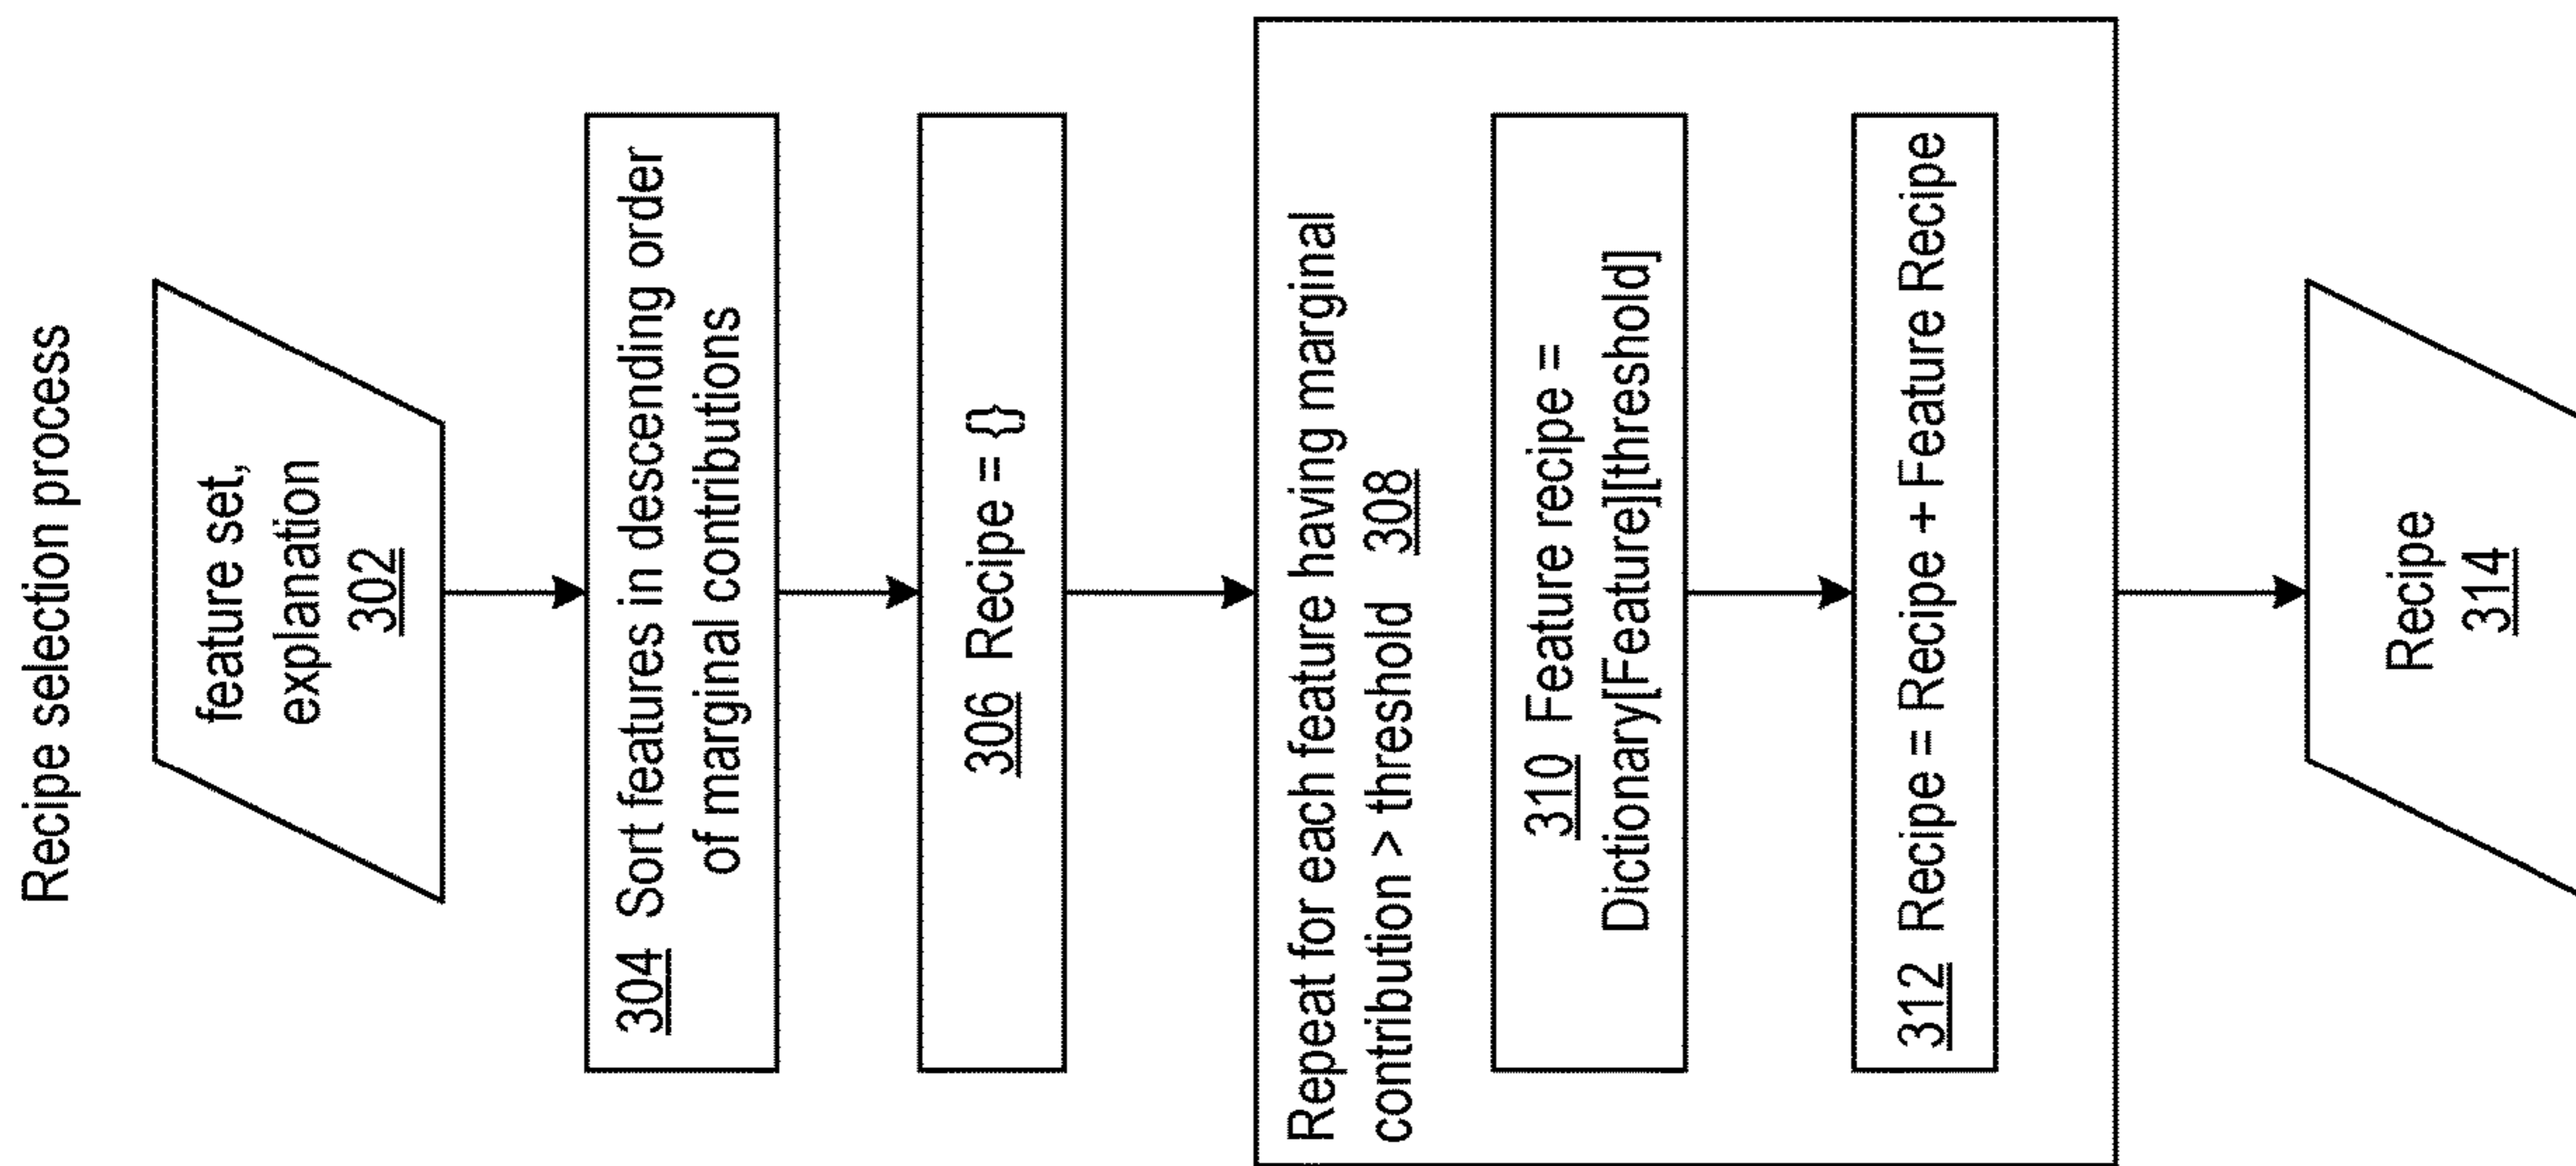 Recipe selection process
feature set,
explanation
302
304 Sort features in descending order
of marginal contributions
306 Recipe = {}
Repeat for each feature having marginal
contribution > threshold 308
310 Feature recipe =
Dictionary[Feature][threshold]
312 Recipe = Recipe + Feature Recipe
Recipe
314